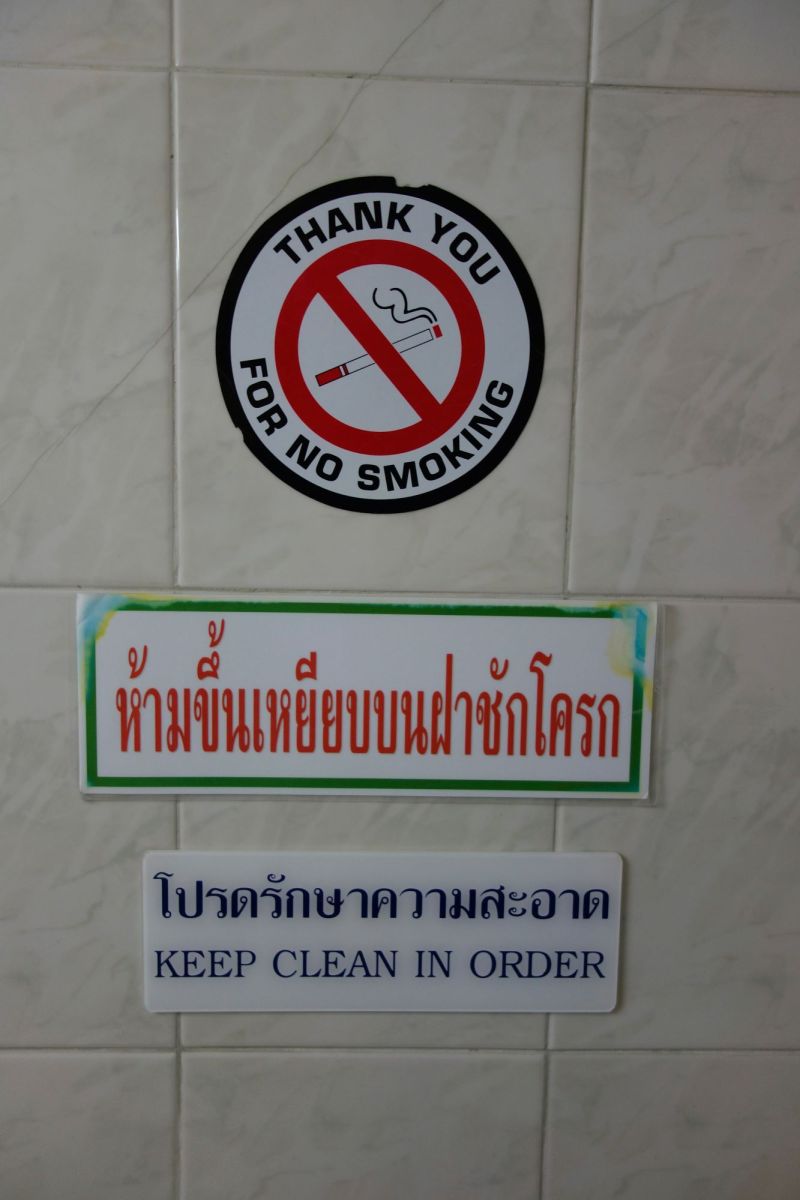 THANK YOU
FOR NO SMOKING
ห้ามขึ้นเหยียบบนฝาชักโครก
โปรดรักษาความสะอาด
KEEP CLEAN IN ORDER